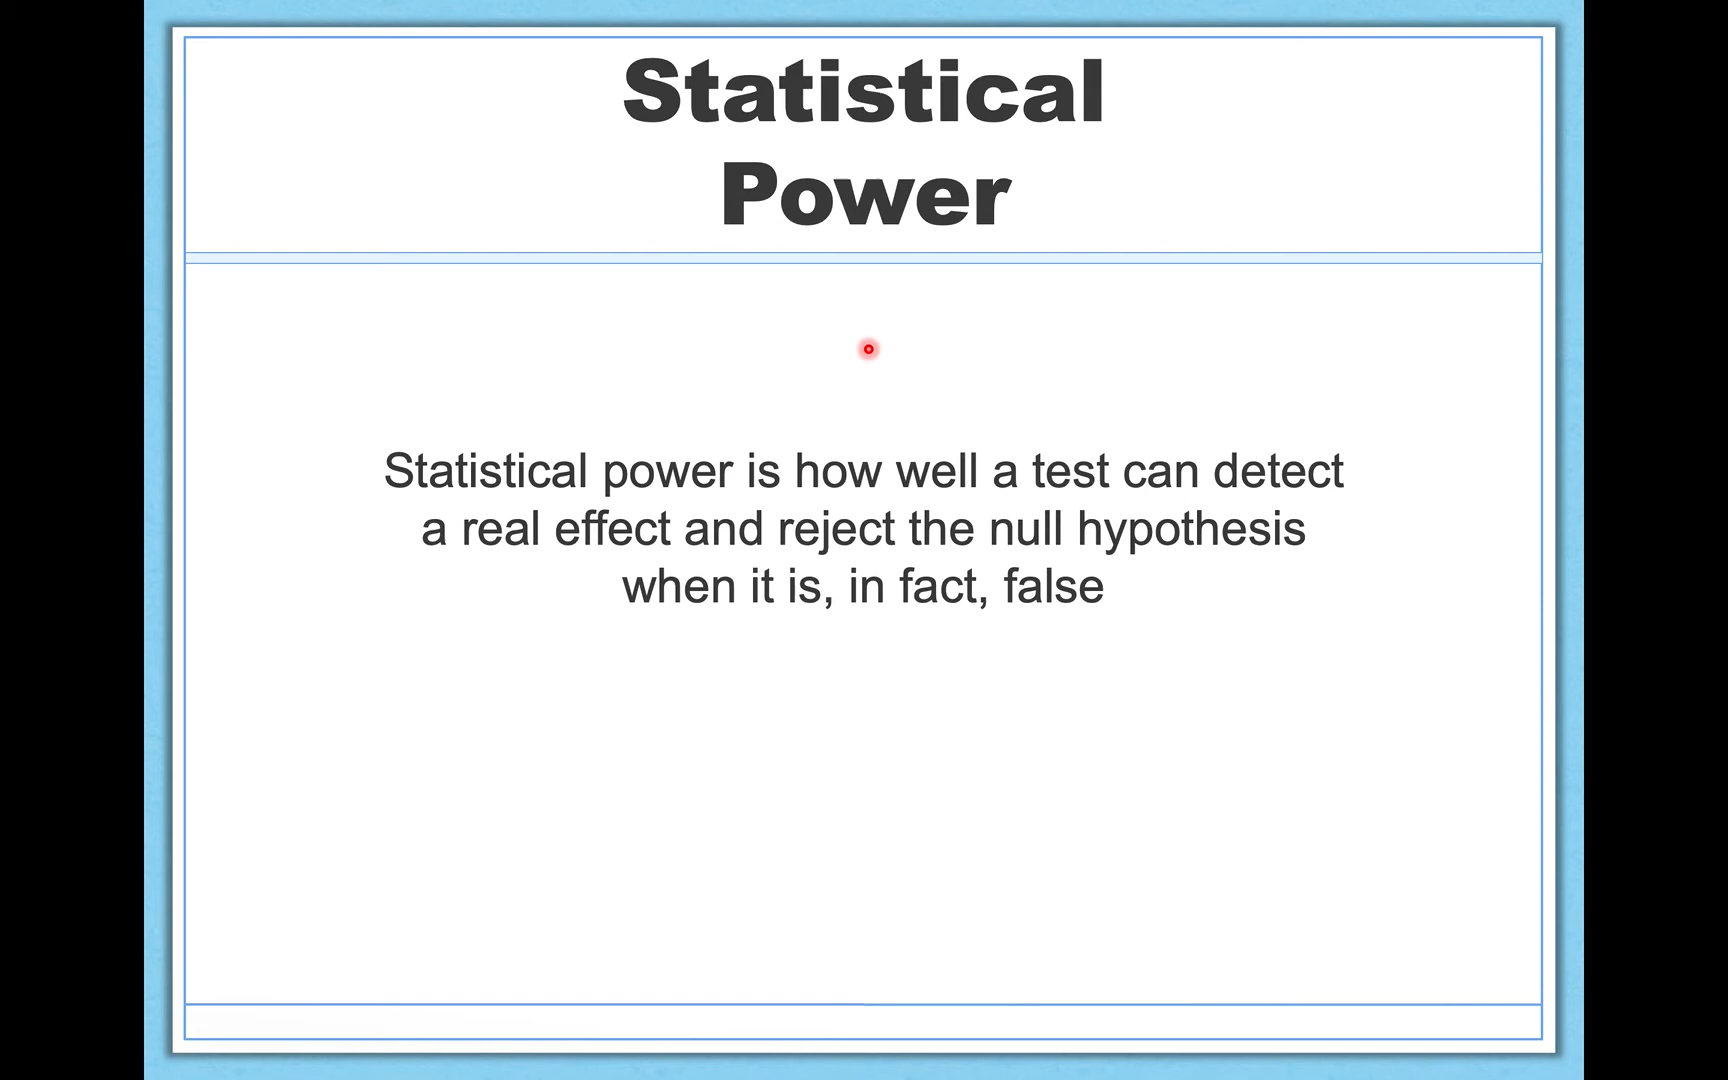 Statistical
Power
Statistical power is how well a test can detect
a real effect and reject the null hypothesis
when it is, in fact, false